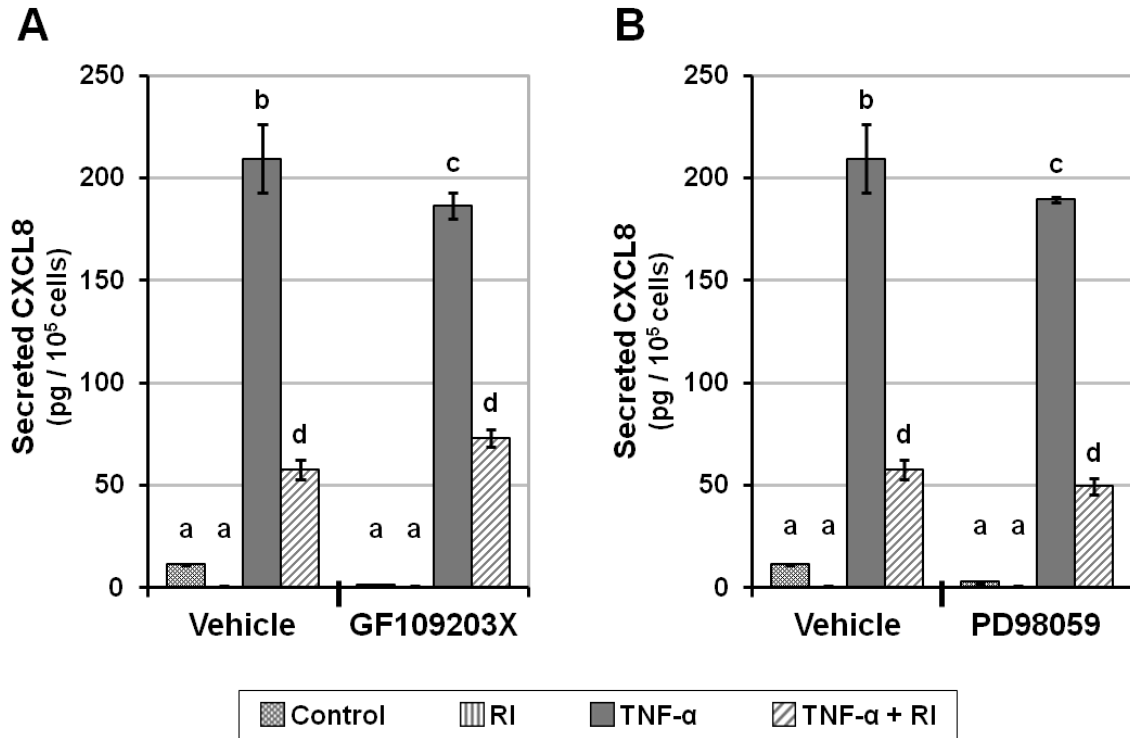 A
Secreted CXCL8
(pg / 10⁵ cells)
250
200
150
100
50
0
b
c
d
d
a a a a
Vehicle GF109203X
B
Secreted CXCL8
(pg / 10⁵ cells)
250
200
150
100
50
0
b
c
d
d
a a a a
Vehicle PD98059
Control RI TNF-α TNF-α + RI